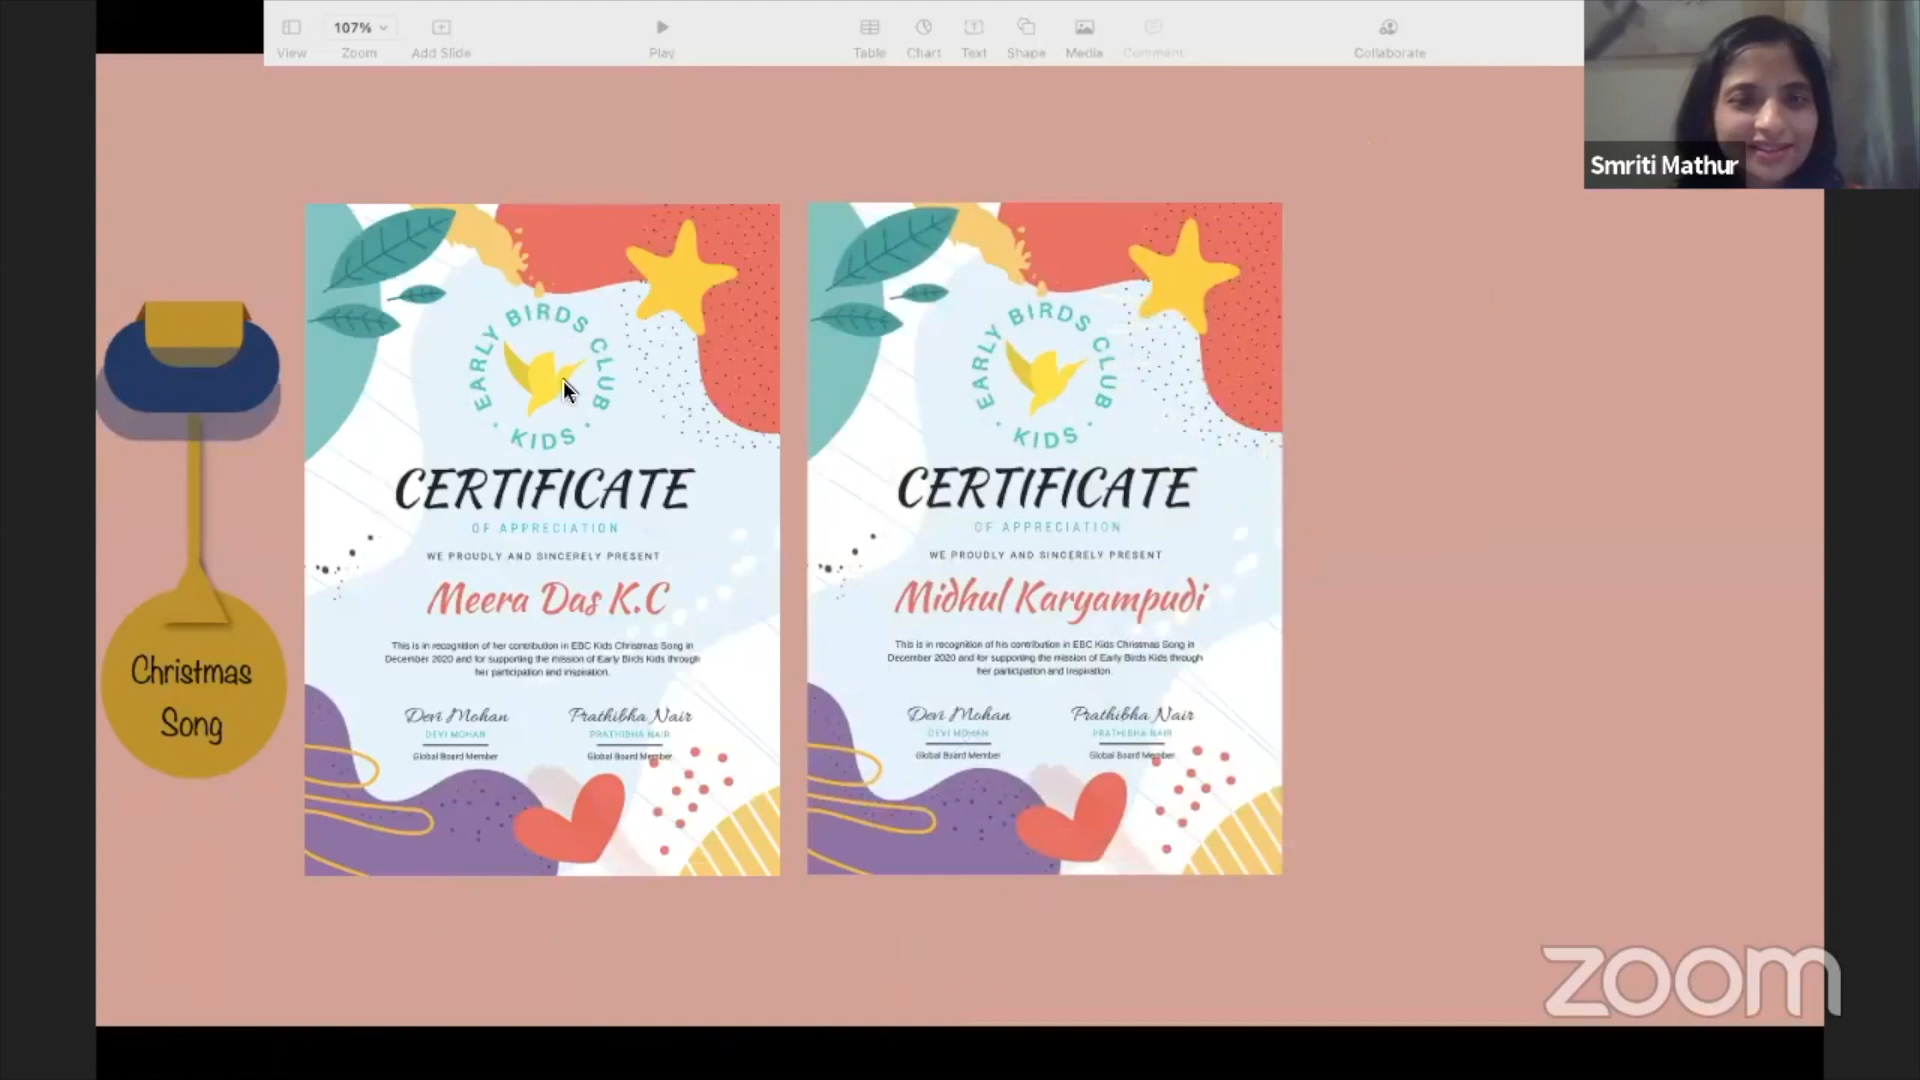 107%
View
Zoom
Add Slide
Play
Table
Chart
Text
Shape
Media
Comment
Collaborate
Smriti Mathur
Christmas
Song
EARLY BIRDS CLUB
· KIDS ·
CERTIFICATE
OF APPRECIATION
WE PROUDLY AND SINCERELY PRESENT
Meera Das K.C
This is in recognition of her contribution in EBC Kids Christmas Song in
December 2020 and for supporting the mission of Early Birds Kids through
her participation and inspiration.
Devi Mohan
DEVI MOHAN
Global Board Member
Prathibha Nair
PRATHIBHA NAIR
Global Board Member
EARLY BIRDS CLUB
· KIDS ·
CERTIFICATE
OF APPRECIATION
WE PROUDLY AND SINCERELY PRESENT
Midhul Karyampudi
This is in recognition of his contribution in EBC Kids Christmas Song in
December 2020 and for supporting the mission of Early Birds Kids through
her participation and inspiration.
Devi Mohan
DEVI MOHAN
Global Board Member
Prathibha Nair
PRATHIBHA NAIR
Global Board Member
zoom